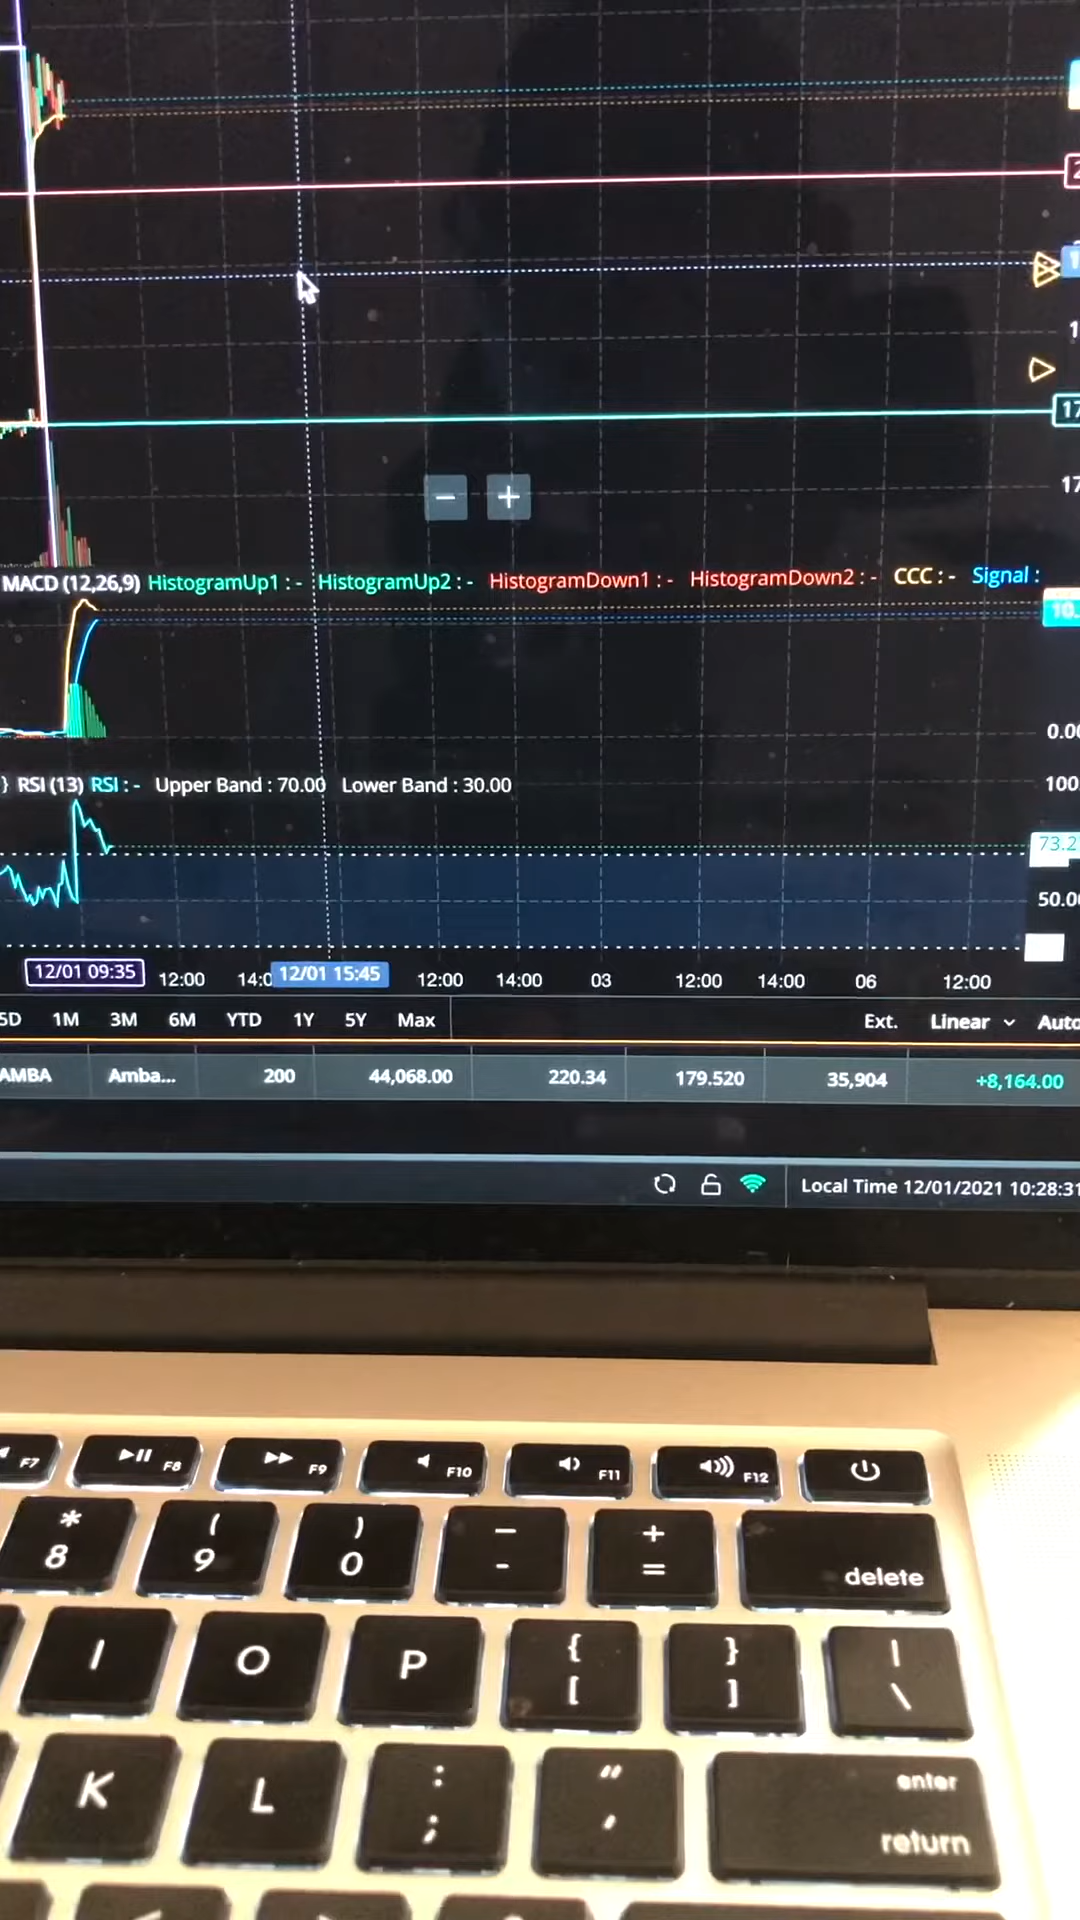 17
17
MACD (12,26,9) HistogramUp1 : - HistogramUp2 : - HistogramDown1 : - HistogramDown2 : - CCC : - Signal :
10.
0.00
} RSI (13) RSI : - Upper Band : 70.00 Lower Band : 30.00
100
73.2
50.0
12/01 09:35 12:00 14:0 12/01 15:45 12:00 14:00 03 12:00 14:00 06 12:00
5D 1M 3M 6M YTD 1Y 5Y Max Ext. Linear Auto
AMBA Amba... 200 44,068.00 220.34 179.520 35,904 +8,164.00
Local Time 12/01/2021 10:28:31
F7 F8 F9 F10 F11 F12
* ( ) — +
8 9 0 - = delete
I O P { [ } ] | \
K L : ; " ' enter
return